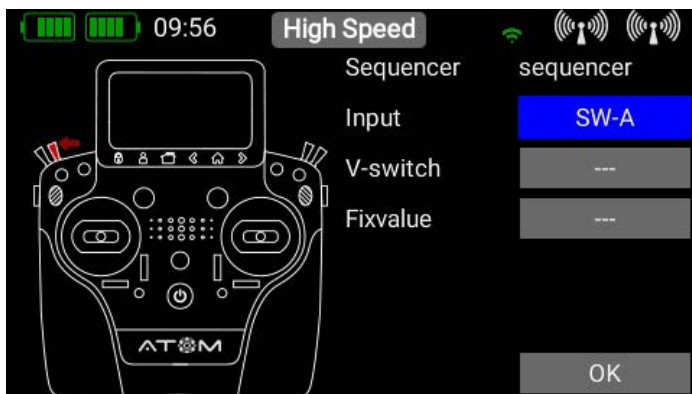 09:56 High Speed
Sequencer sequencer
Input SW-A
V-switch ---
Fixvalue ---
ATOM
OK